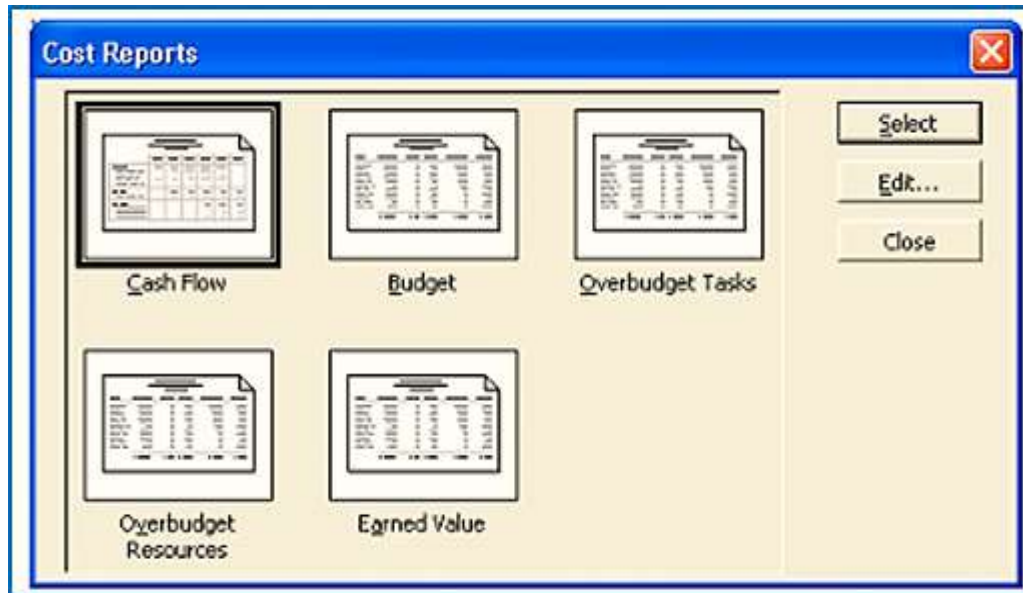 Cost Reports
Select
Edit...
Close
Cash Flow
Budget
Overbudget Tasks
Overbudget
Resources
Earned Value